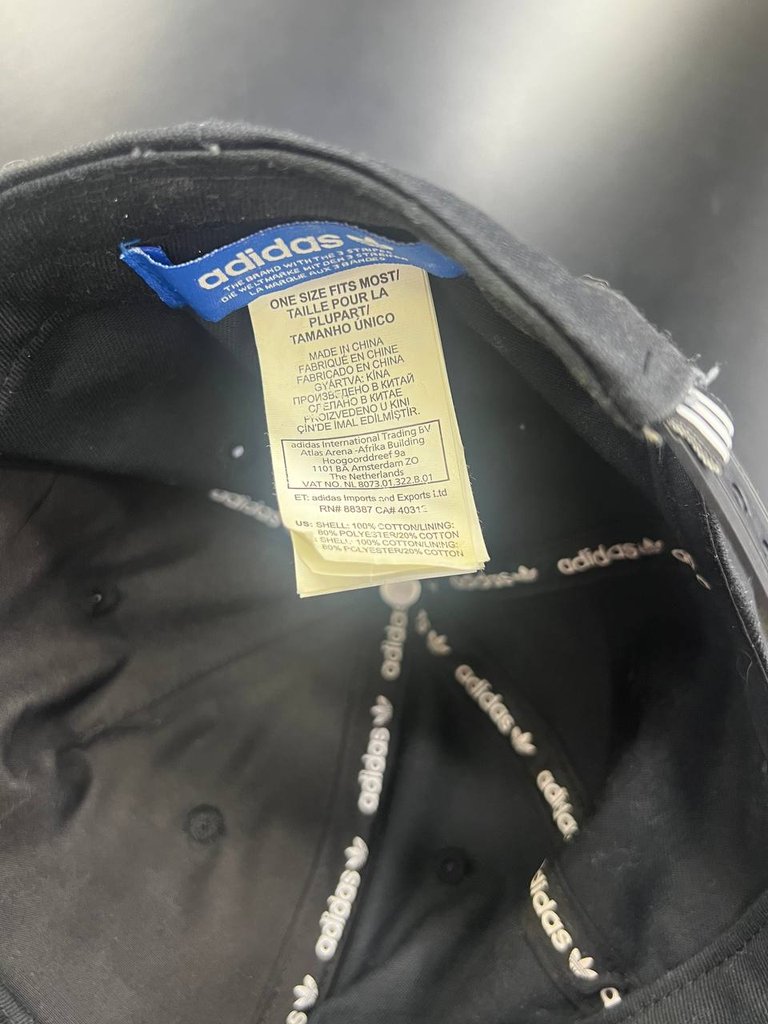 adidas
THE BRAND WITH THE 3 STRIPES
DIE WELTMARKE MIT DEN 3 STREIFEN
LA MARQUE AUX 3 BANDES
ONE SIZE FITS MOST/
TAILLE POUR LA
PLUPART/
TAMANHO ÚNICO
MADE IN CHINA
FABRIQUÉ EN CHINE
FABRICADO EN CHINA
GYÁRTVA: KÍNA
ПРОИЗВЕДЕНО В КИТАЙ
СДЕЛАНО В КИТАЕ
PROIZVEDENO U KINI
ÇİN'DE IMAL EDİLMİŞTİR.
adidas International Trading BV
Atlas Arena -Afrika Building
Hoogoorddreef 9a
1101 BA Amsterdam ZO
The Netherlands
VAT NO. NL 8073.01.322.B.01
ET: adidas Imports and Exports Ltd
RN# 88387 CA# 40312
US: SHELL: 100% COTTON/LINING:
80% POLYESTER/20% COTTON
SHELL: 100% COTTON/LINING:
80% POLYESTER/20% COTTON
adidas
adidas
adidas
adidas
adidas
adidas
adidas
adidas